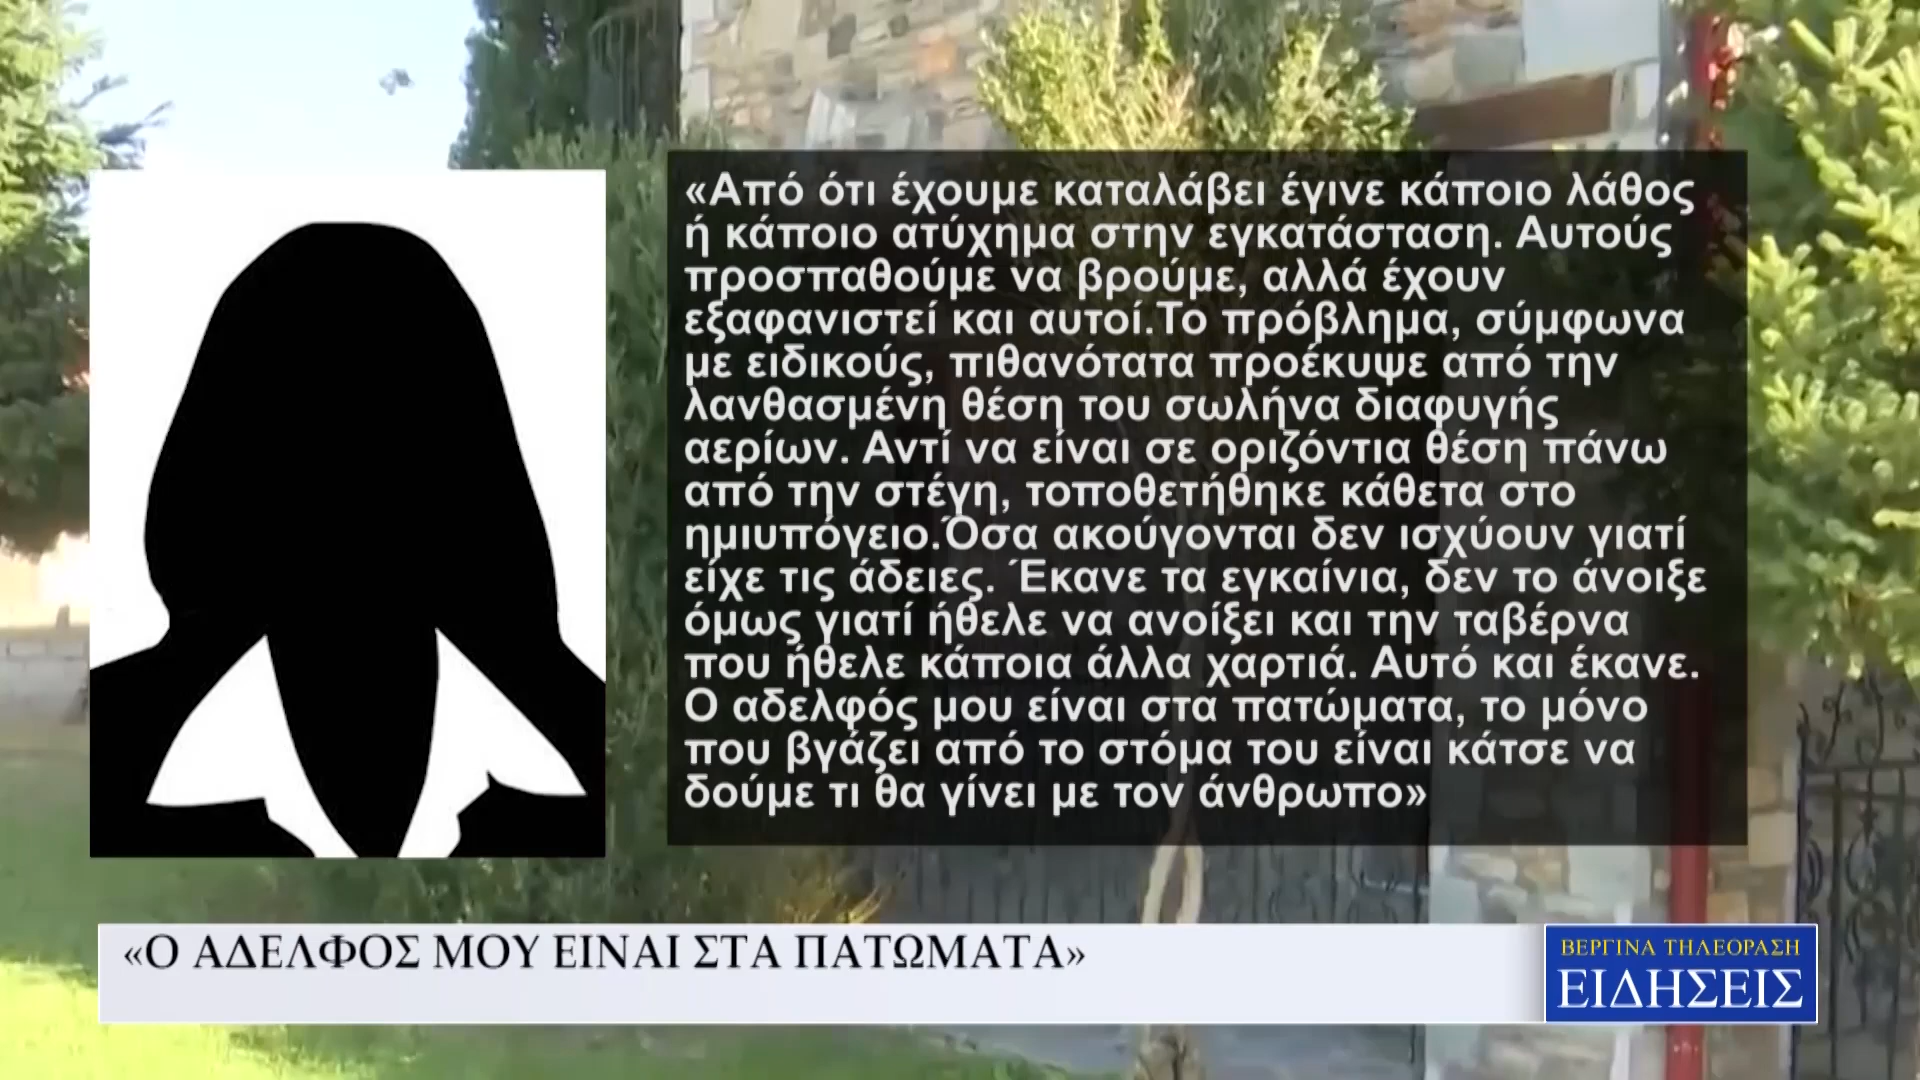 «Από ότι έχουμε καταλάβει έγινε κάποιο λάθος
ή κάποιο ατύχημα στην εγκατάσταση. Αυτούς
προσπαθούμε να βρούμε, αλλά έχουν
εξαφανιστεί και αυτοί.Το πρόβλημα, σύμφωνα
με ειδικούς, πιθανότατα προέκυψε από την
λανθασμένη θέση του σωλήνα διαφυγής
αερίων. Αντί να είναι σε οριζόντια θέση πάνω
από την στέγη, τοποθετήθηκε κάθετα στο
ημιυπόγειο.Όσα ακούγονται δεν ισχύουν γιατί
είχε τις άδειες. Έκανε τα εγκαίνια, δεν το άνοιξε
όμως γιατί ήθελε να ανοίξει και την ταβέρνα
που ήθελε κάποια άλλα χαρτιά. Αυτό και έκανε.
Ο αδελφός μου είναι στα πατώματα, το μόνο
που βγάζει από το στόμα του είναι κάτσε να
δούμε τι θα γίνει με τον άνθρωπο»
«Ο ΑΔΕΛΦΟΣ ΜΟΥ ΕΙΝΑΙ ΣΤΑ ΠΑΤΩΜΑΤΑ»
ΒΕΡΓΙΝΑ ΤΗΛΕΟΡΑΣΗ
ΕΙΔΗΣΕΙΣ